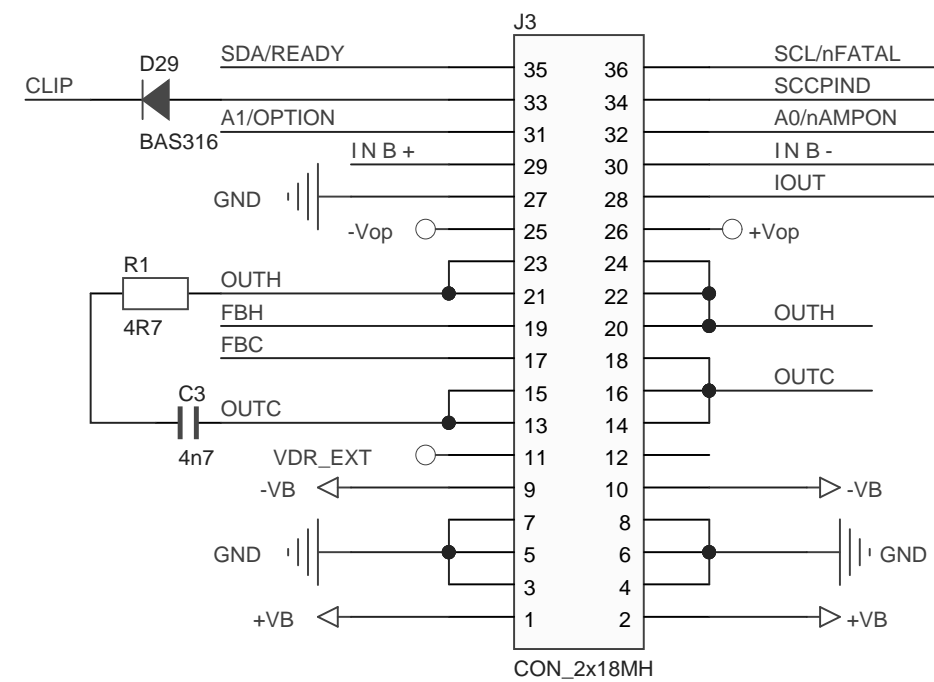 J3
SDA/READY 35 36 SCL/nFATAL
D29
CLIP 33 34 SCCPIND
BAS316
A1/OPTION 31 32 A0/nAMPON
INB+ 29 30 INB-
GND 27 28 IOUT
-Vop 25 26 +Vop
23 24
R1
OUTH 21 22
4R7
FBH 19 20 OUTH
FBC 17 18
15 16 OUTC
C3
OUTC 13 14
4n7
VDR_EXT 11 12
-VB 9 10 -VB
7 8
GND 5 6 GND
3 4
+VB 1 2 +VB
CON_2x18MH